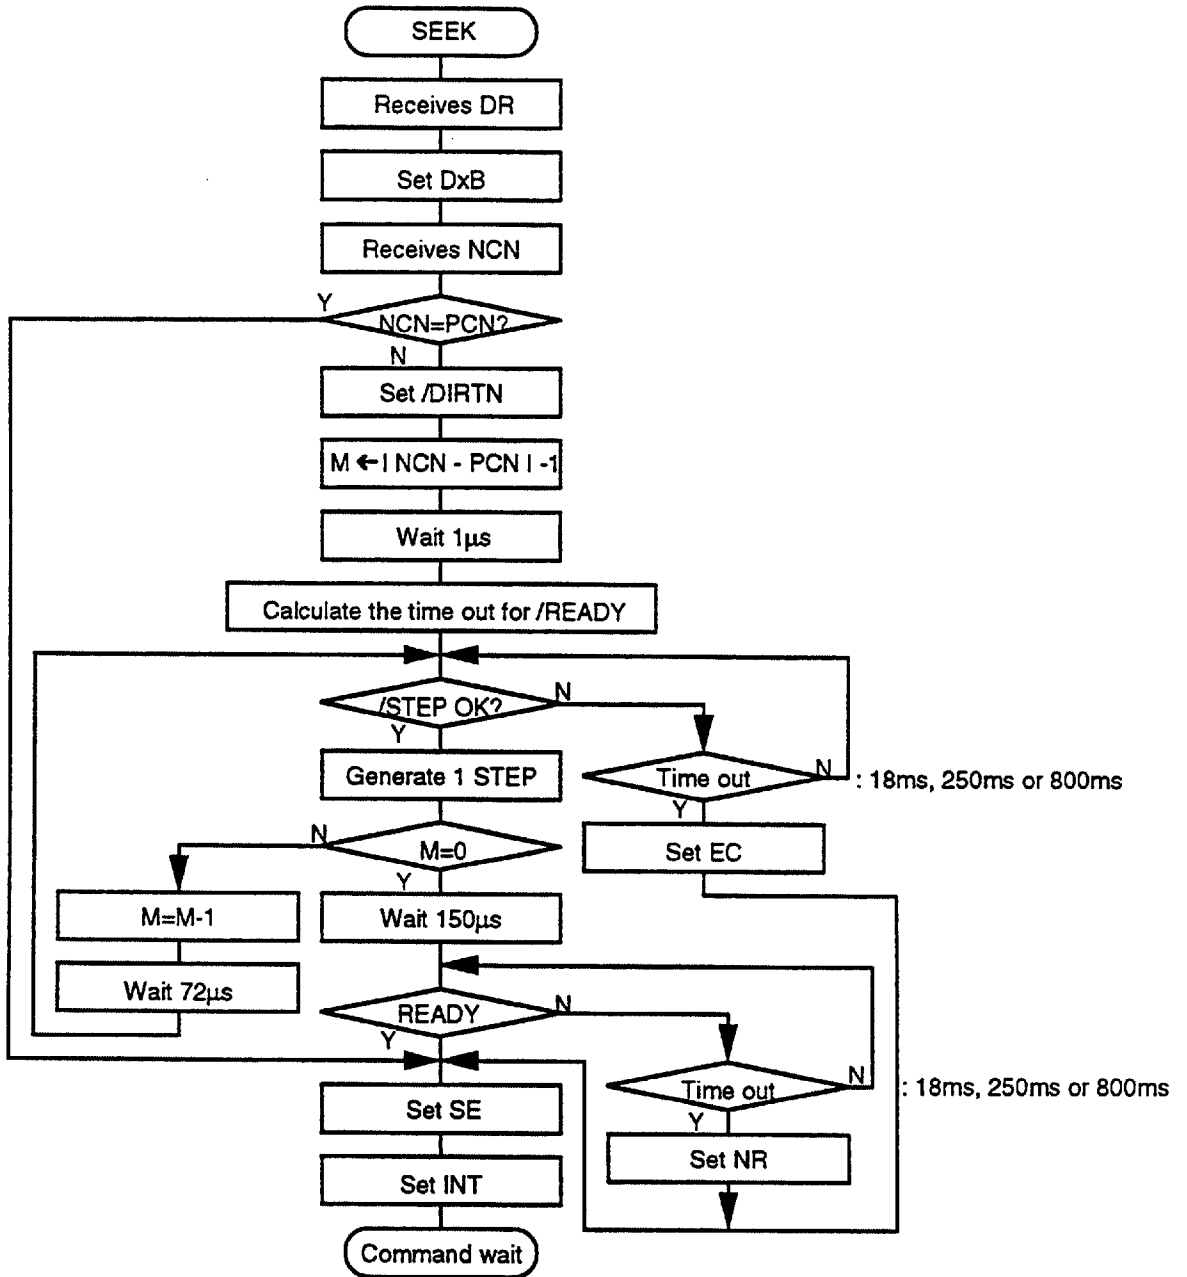 SEEK
Receives DR
Set DxB
Receives NCN
Y
NCN=PCN?
N
Set /DIRTN
M ← | NCN - PCN | -1
Wait 1µs
Calculate the time out for /READY
/STEP OK?
N
Y
Generate 1 STEP
Time out
N
: 18ms, 250ms or 800ms
Y
N
M=0
Set EC
Y
M=M-1
Wait 150µs
Wait 72µs
READY
N
Y
Time out
N
: 18ms, 250ms or 800ms
Set SE
Y
Set NR
Set INT
Command wait